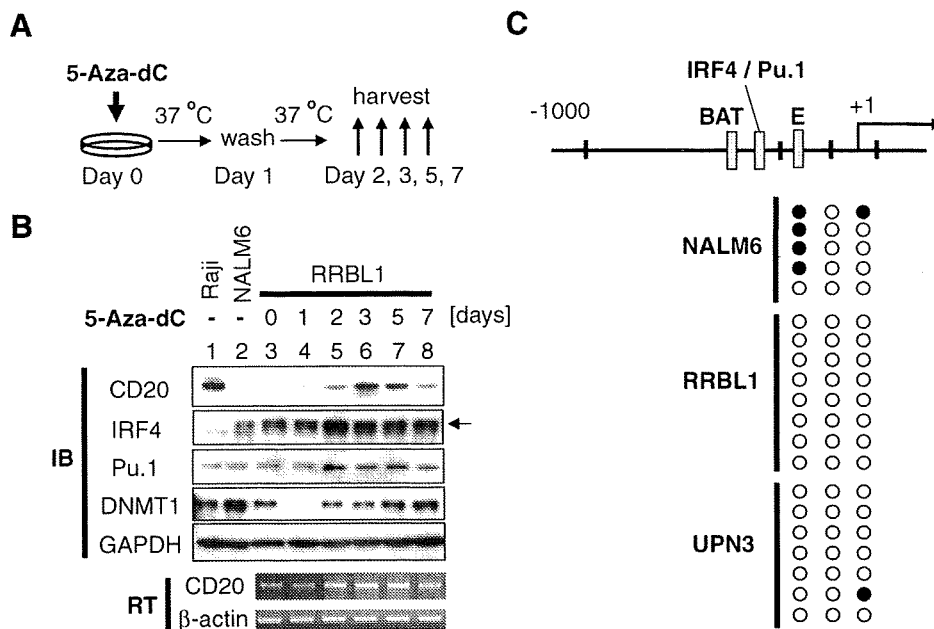 A
5-Aza-dC
37 °C
wash
37 °C
harvest
Day 0
Day 1
Day 2, 3, 5, 7
B
Raji
NALM6
RRBL1
5-Aza-dC - - 0 1 2 3 5 7 [days]
1 2 3 4 5 6 7 8
IB
CD20
IRF4
Pu.1
DNMT1
GAPDH
RT
CD20
β-actin
C
IRF4 / Pu.1
-1000
BAT
E
+1
NALM6
RRBL1
UPN3